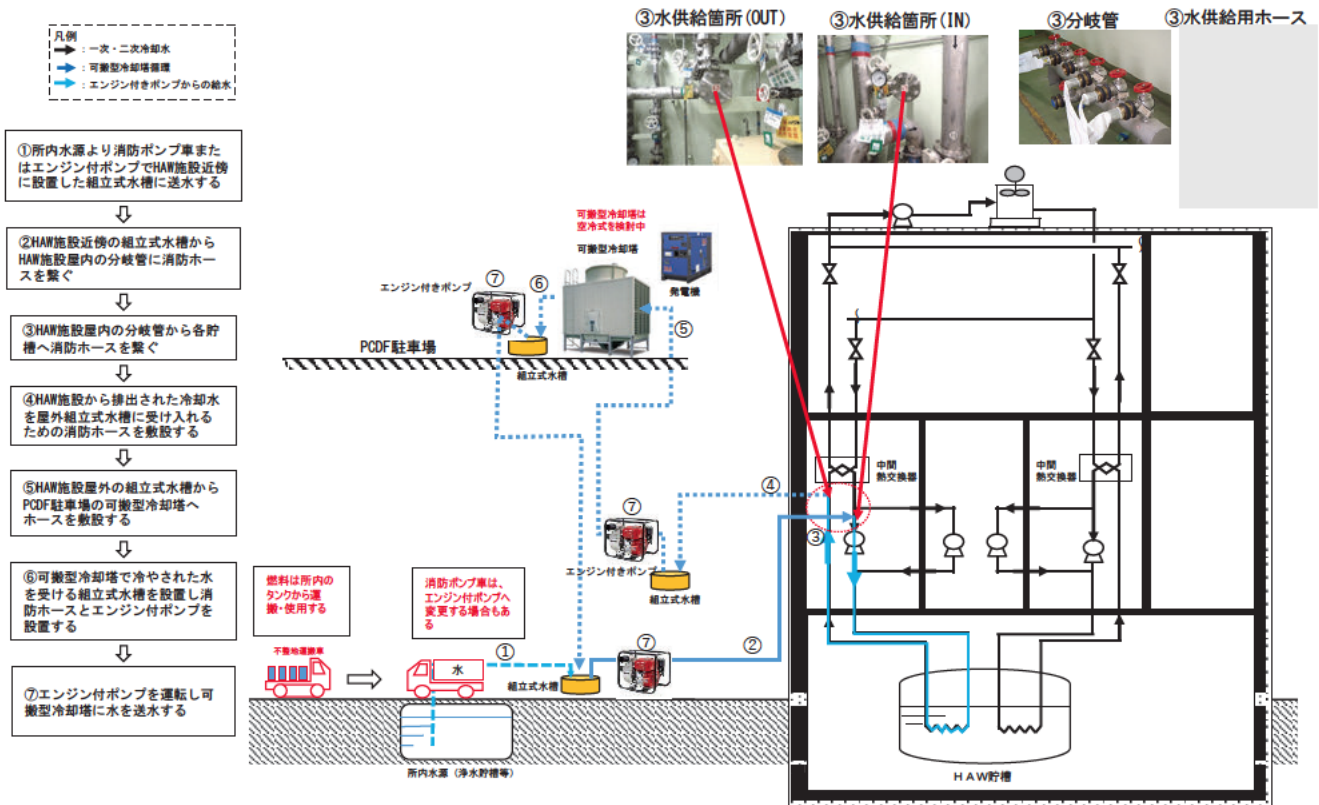 ③水供給箇所(OUT)
③水供給箇所(IN)
③分岐管
③水供給用ホース
凡例
：一次・二次冷却水
：可搬型冷却塔循環
：エンジン付きポンプからの給水
①所内水源より消防ポンプ車また
はエンジン付ポンプでHAW施設近傍
に設置した組立式水槽に送水する
②HAW施設近傍の組立式水槽から
HAW施設屋内の分岐管に消防ホー
スを繋ぐ
③HAW施設屋内の分岐管から各貯
槽へ消防ホースを繋ぐ
④HAW施設から排出された冷却水
を屋外組立式水槽に受け入れる
ための消防ホースを敷設する
⑤HAW施設屋外の組立式水槽から
PCDF駐車場の可搬型冷却塔へ
ホースを敷設する
⑥可搬型冷却塔で冷やされた水
を受ける組立式水槽を設置し消
防ホースとエンジン付ポンプを
設置する
⑦エンジン付ポンプを運転し可
搬型冷却塔に水を送水する
可搬型冷却塔は
空冷式を検討中
可搬型冷却塔
発電機
エンジン付きポンプ
⑦
⑥
⑤
PCDF駐車場
組立式水槽
中間
熱交換器
中間
熱交換器
④
③
⑦
エンジン付きポンプ
組立式水槽
燃料は所内の
タンクから運
搬・使用する
消防ポンプ車は、
エンジン付ポンプへ
変更する場合もあ
る
不整地運搬車
水
①
組立式水槽
⑦
②
所内水源（浄水貯槽等）
ＨＡＷ貯槽